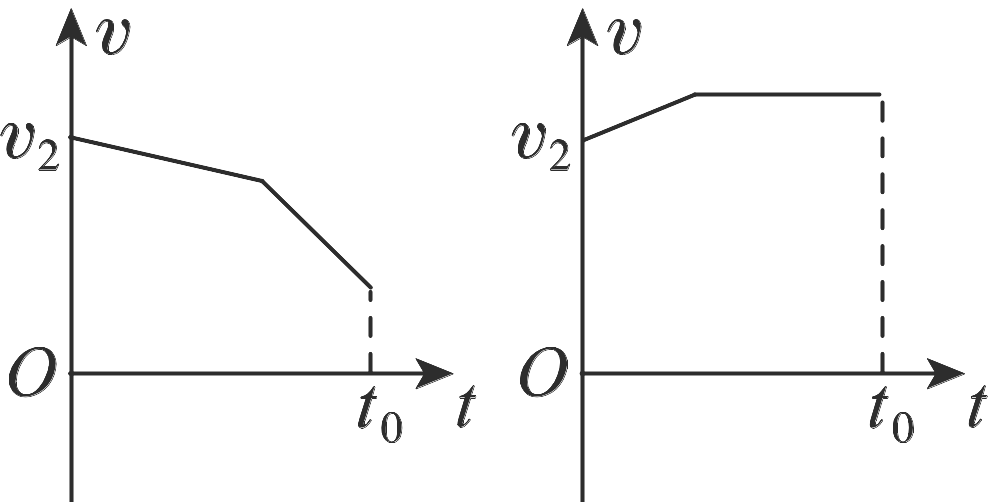 v v
v₂ v₂
O O
t₀ t t₀ t